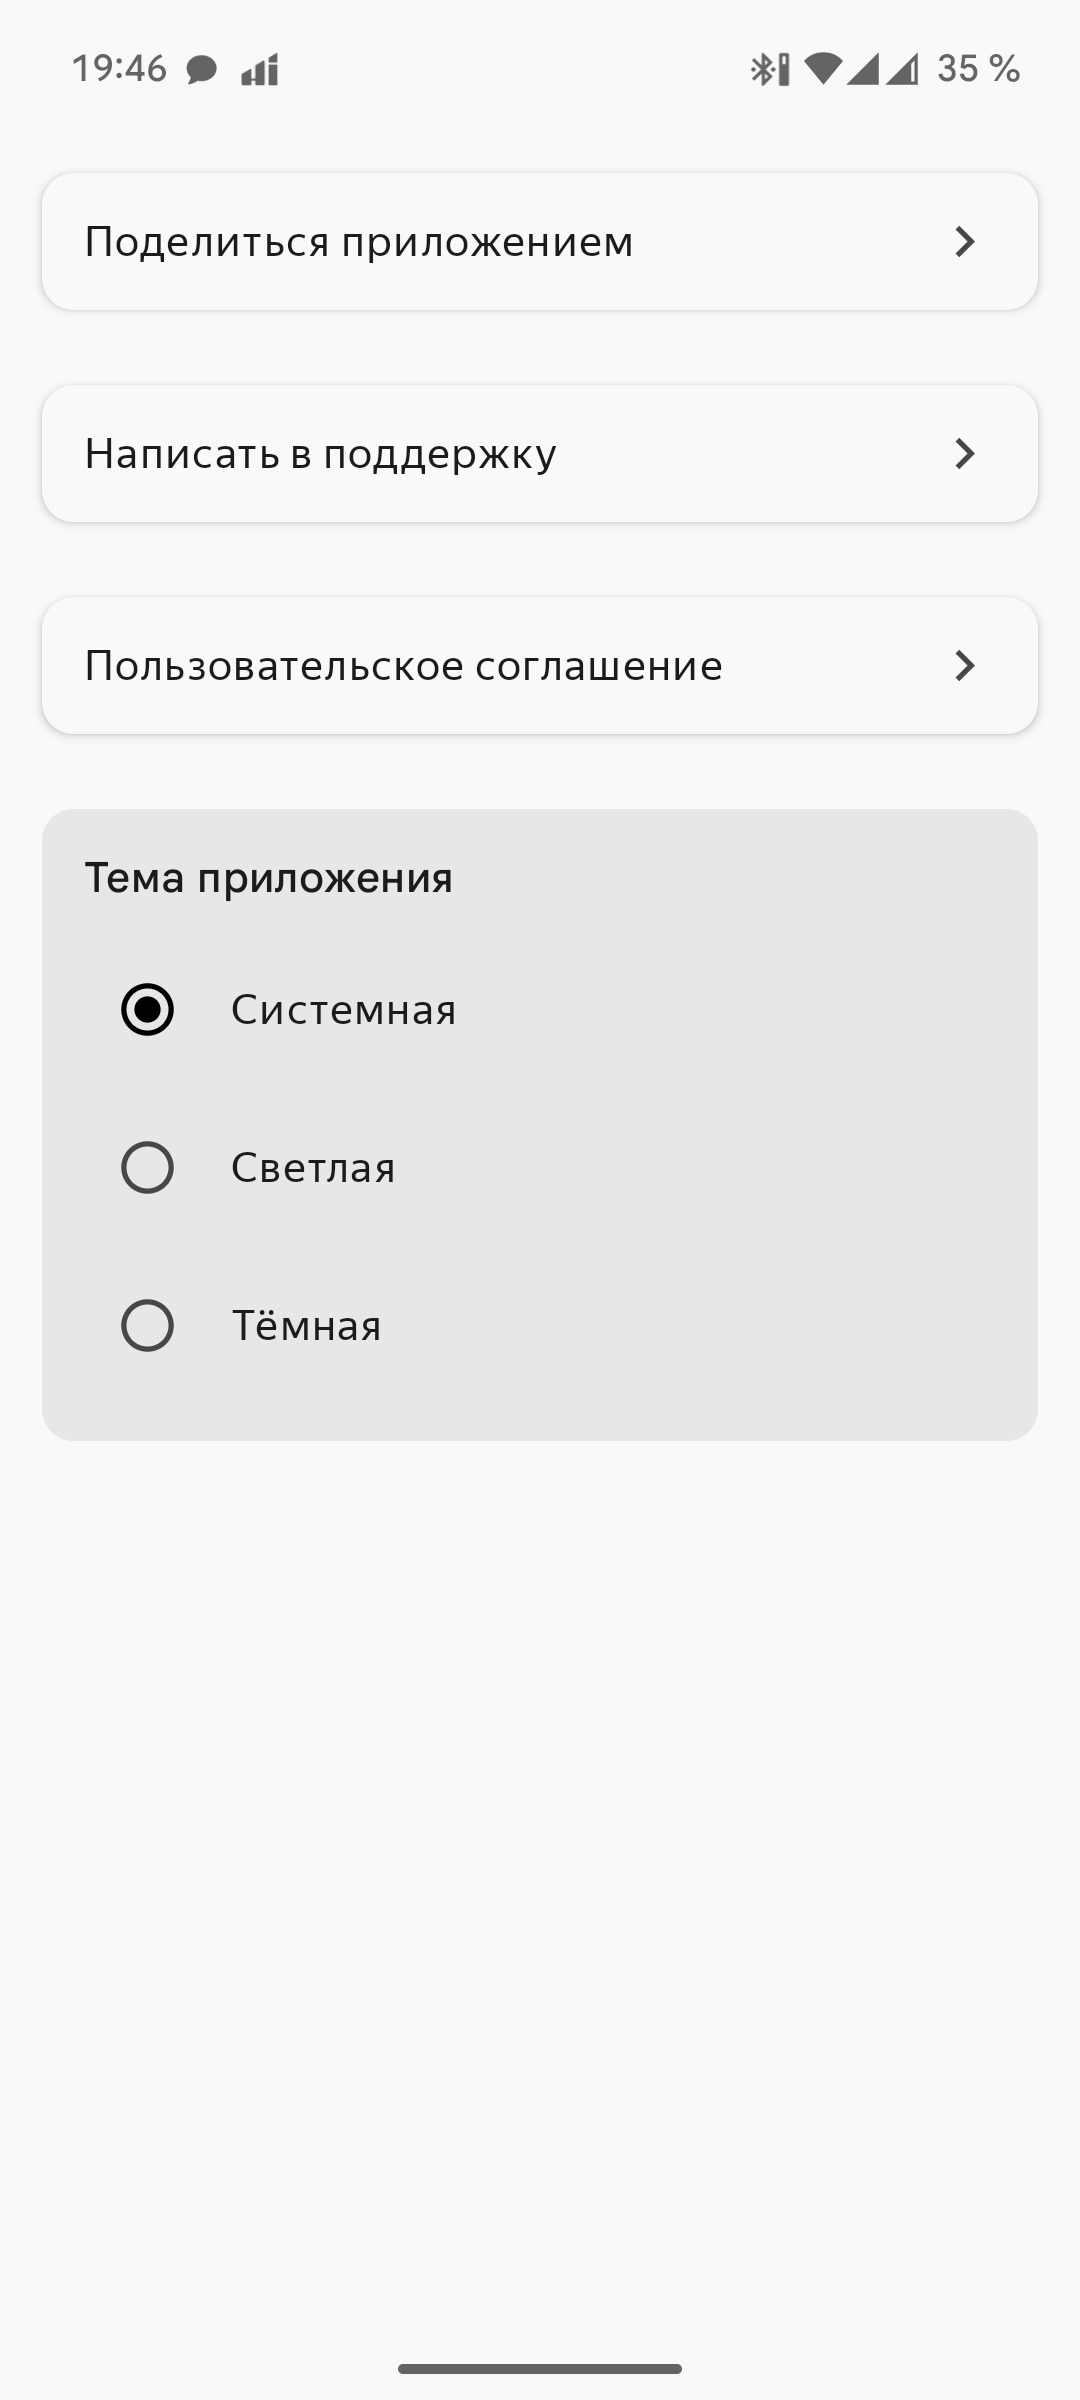 19:46 35 %
Поделиться приложением
Написать в поддержку
Пользовательское соглашение
Тема приложения
Системная
Светлая
Тёмная